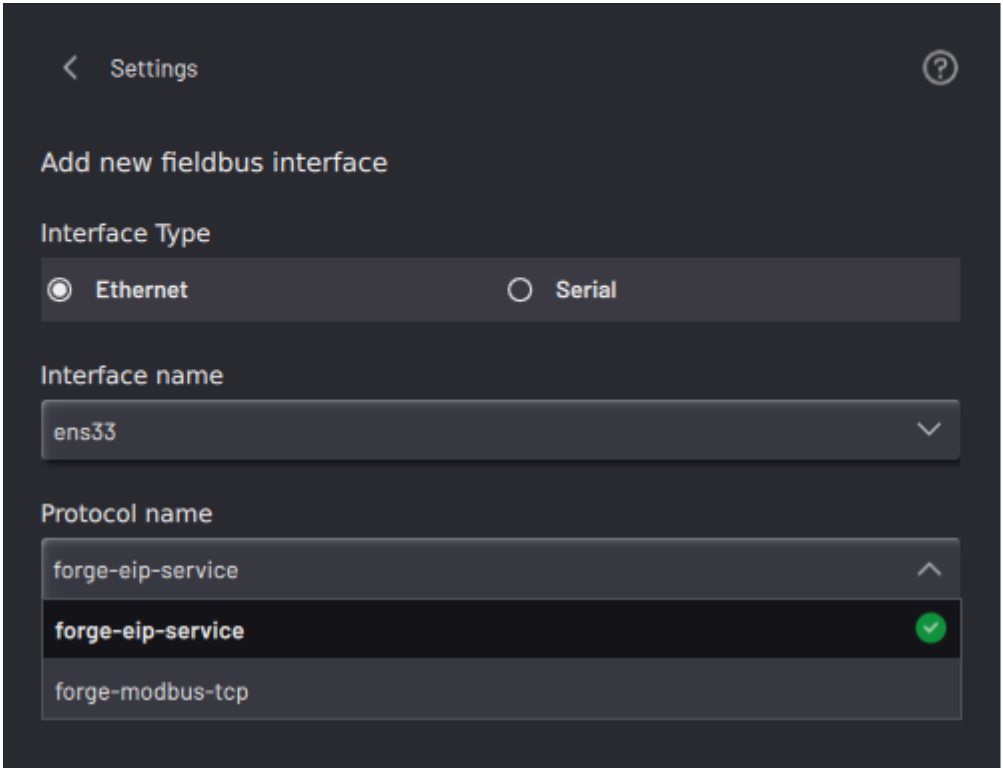 Settings
Add new fieldbus interface
Interface Type
Ethernet Serial
Interface name
ens33
Protocol name
forge-eip-service
forge-eip-service
forge-modbus-tcp